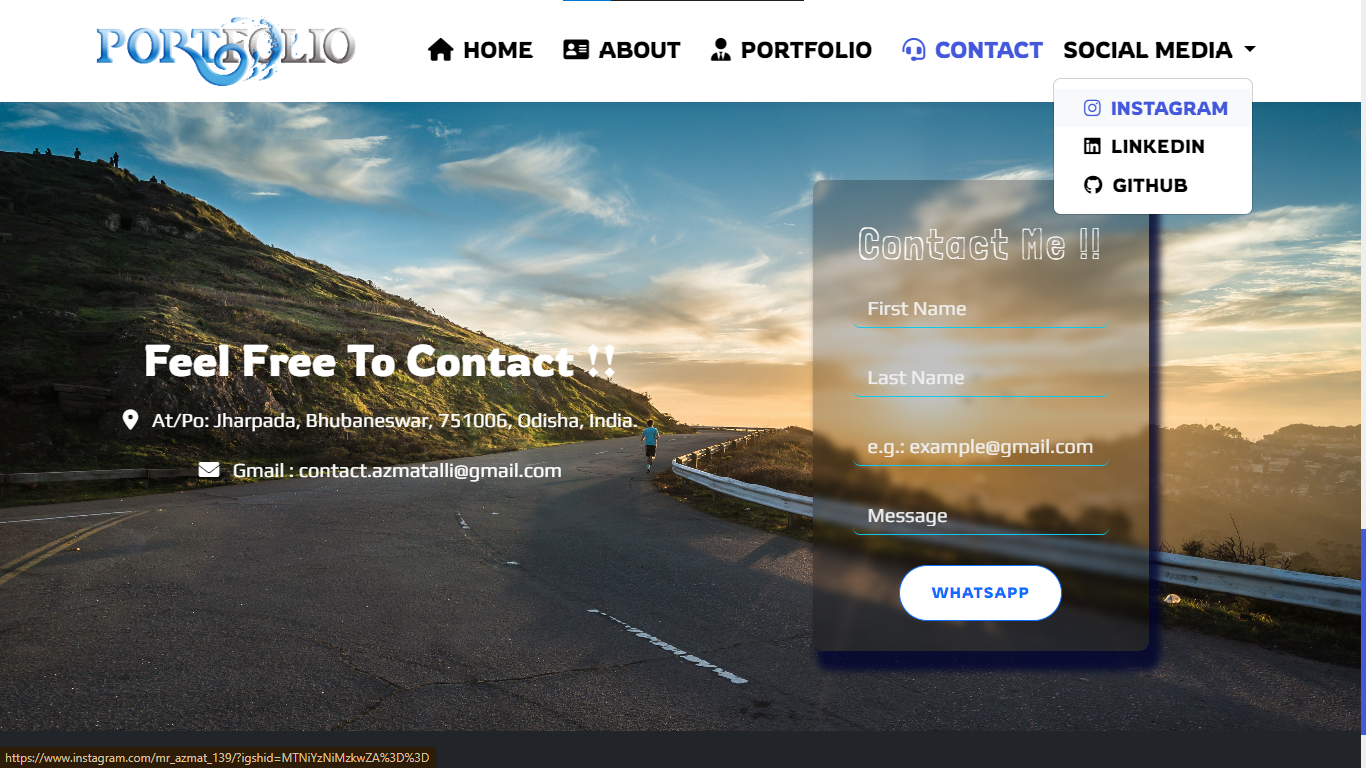 PORTFOLIO
HOME
ABOUT
PORTFOLIO
CONTACT
SOCIAL MEDIA
INSTAGRAM
LINKEDIN
GITHUB
Feel Free To Contact !!
At/Po: Jharpada, Bhubaneswar, 751006, Odisha, India.
Gmail : contact.azmatalli@gmail.com
Contact Me !!
First Name
Last Name
e.g.: example@gmail.com
Message
WHATSAPP
https://www.instagram.com/mr_azmat_139/?igshid=MTNiYzNiMzkwZA%3D%3D